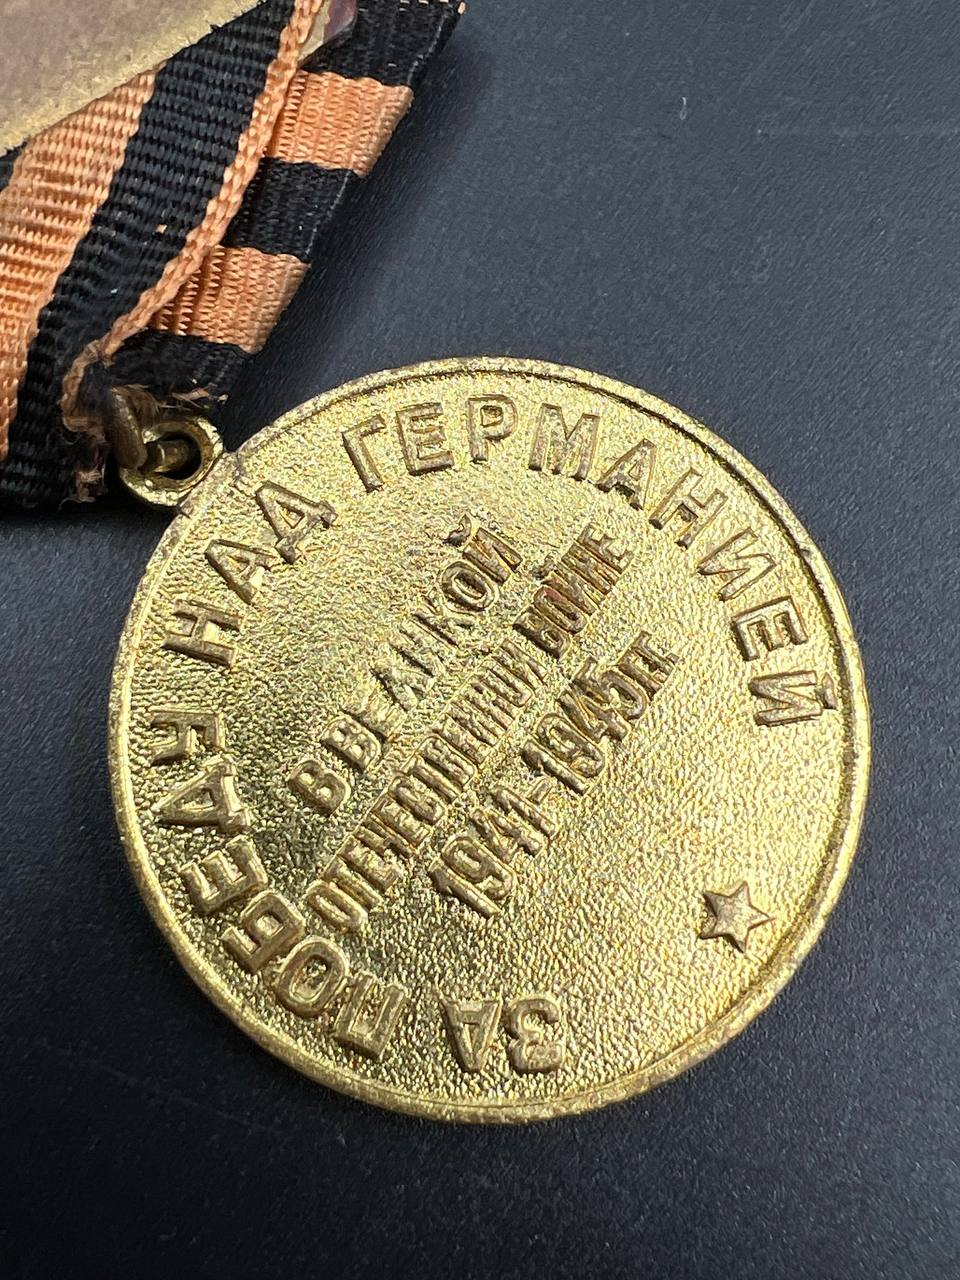 ЗА ПОБЕДУ НАД ГЕРМАНИЕЙ
В ВЕЛИКОЙ
ОТЕЧЕСТВЕННОЙ ВОЙНЕ
1941-1945 гг.